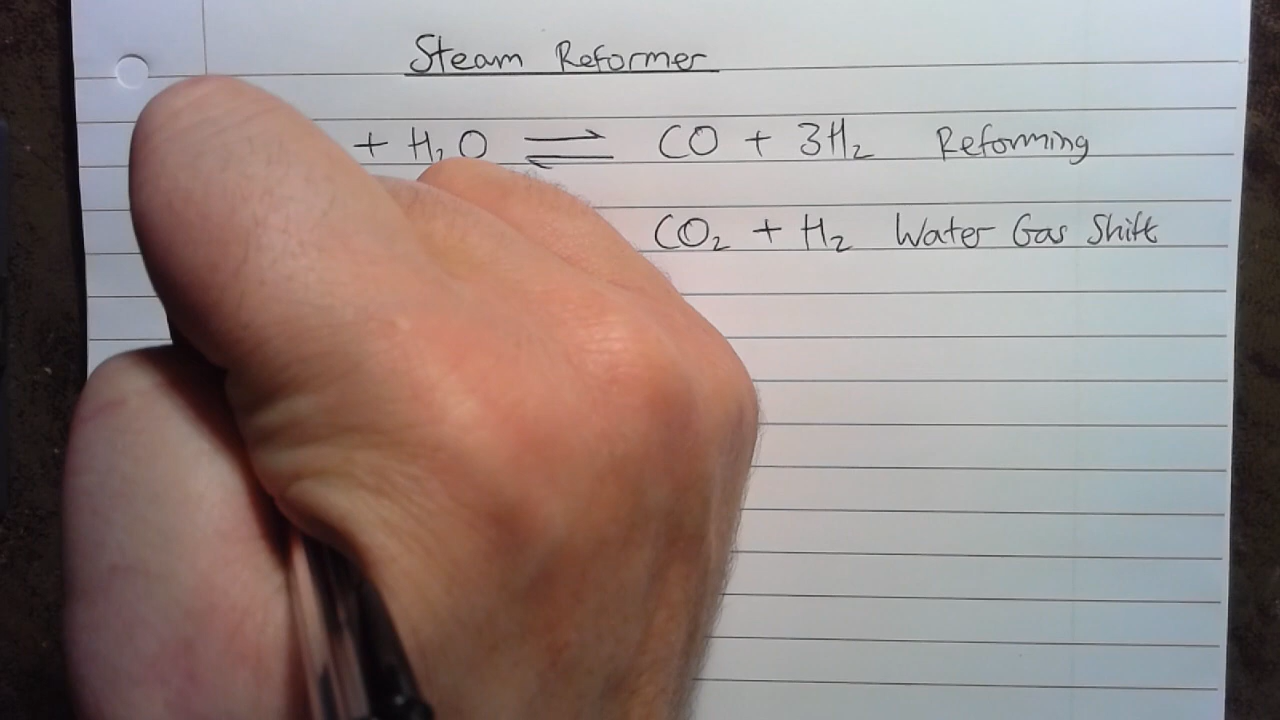 Steam Reformer
+ H₂O ⇌ CO + 3H₂ Reforming
CO₂ + H₂ Water Gas Shift